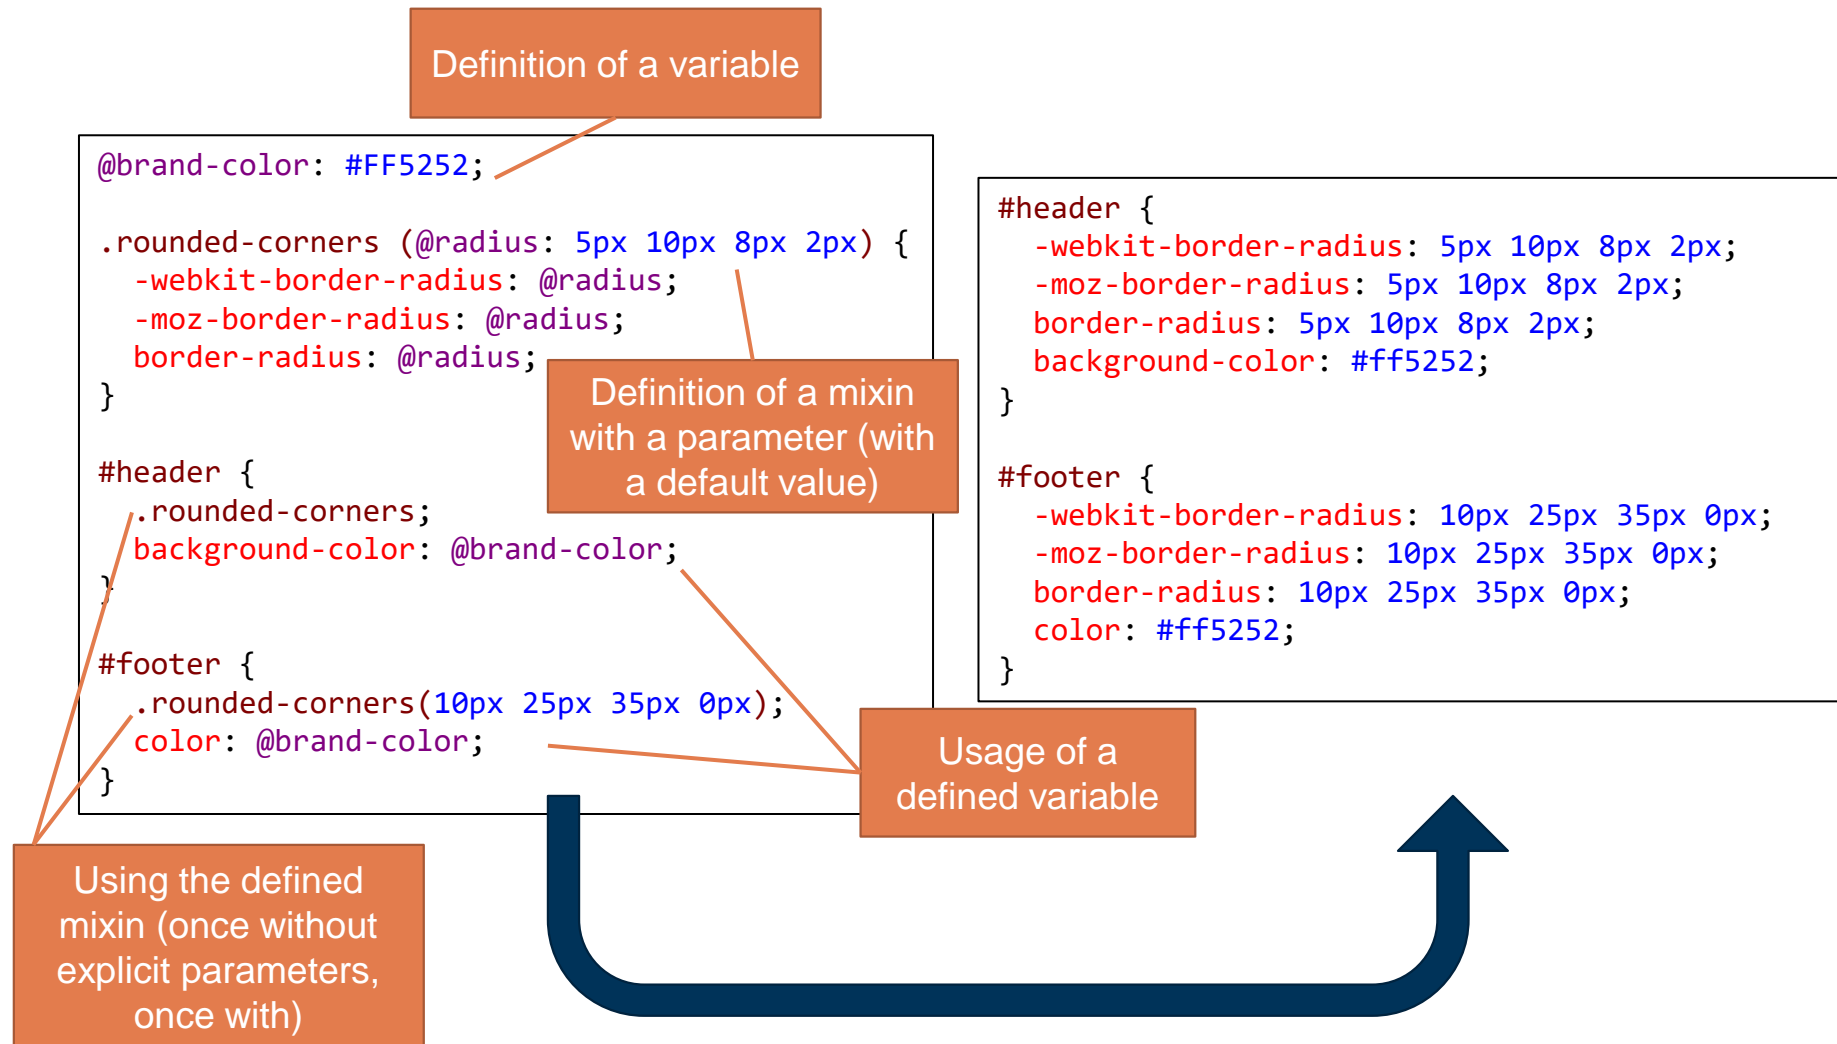 Definition of a variable
@brand-color: #FF5252;
.rounded-corners (@radius: 5px 10px 8px 2px) {
-webkit-border-radius: @radius;
-moz-border-radius: @radius;
border-radius: @radius;
}
Definition of a mixin
with a parameter (with
a default value)
#header {
.rounded-corners;
background-color: @brand-color;
}
#footer {
.rounded-corners(10px 25px 35px 0px);
color: @brand-color;
}
Usage of a
defined variable
Using the defined
mixin (once without
explicit parameters,
once with)
#header {
-webkit-border-radius: 5px 10px 8px 2px;
-moz-border-radius: 5px 10px 8px 2px;
border-radius: 5px 10px 8px 2px;
background-color: #ff5252;
}
#footer {
-webkit-border-radius: 10px 25px 35px 0px;
-moz-border-radius: 10px 25px 35px 0px;
border-radius: 10px 25px 35px 0px;
color: #ff5252;
}